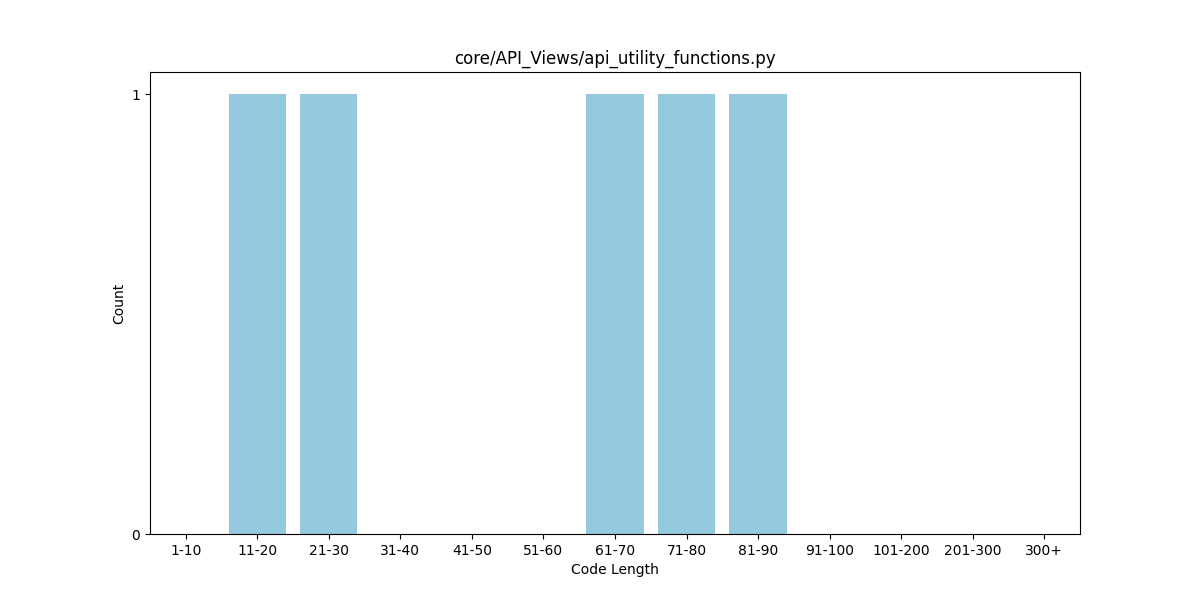 core/API_Views/api_utility_functions.py
Count
1
0
1-10 11-20 21-30 31-40 41-50 51-60 61-70 71-80 81-90 91-100 101-200 201-300 300+
Code Length